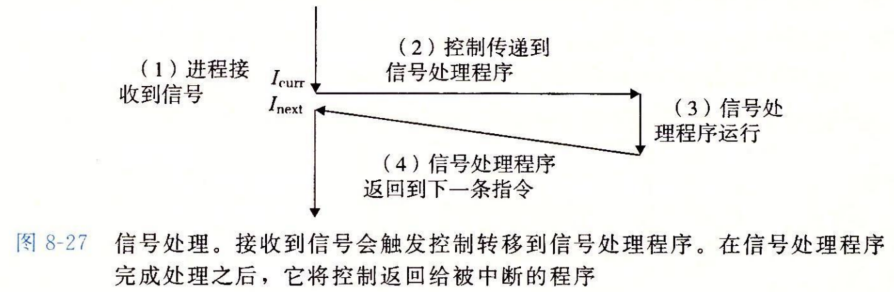 （1）进程接
收到信号
（2）控制传递到
信号处理程序
Icurr
Inext
（3）信号处
理程序运行
（4）信号处理程序
返回到下一条指令
图 8-27 信号处理。接收到信号会触发控制转移到信号处理程序。在信号处理程序
完成处理之后，它将控制返回给被中断的程序